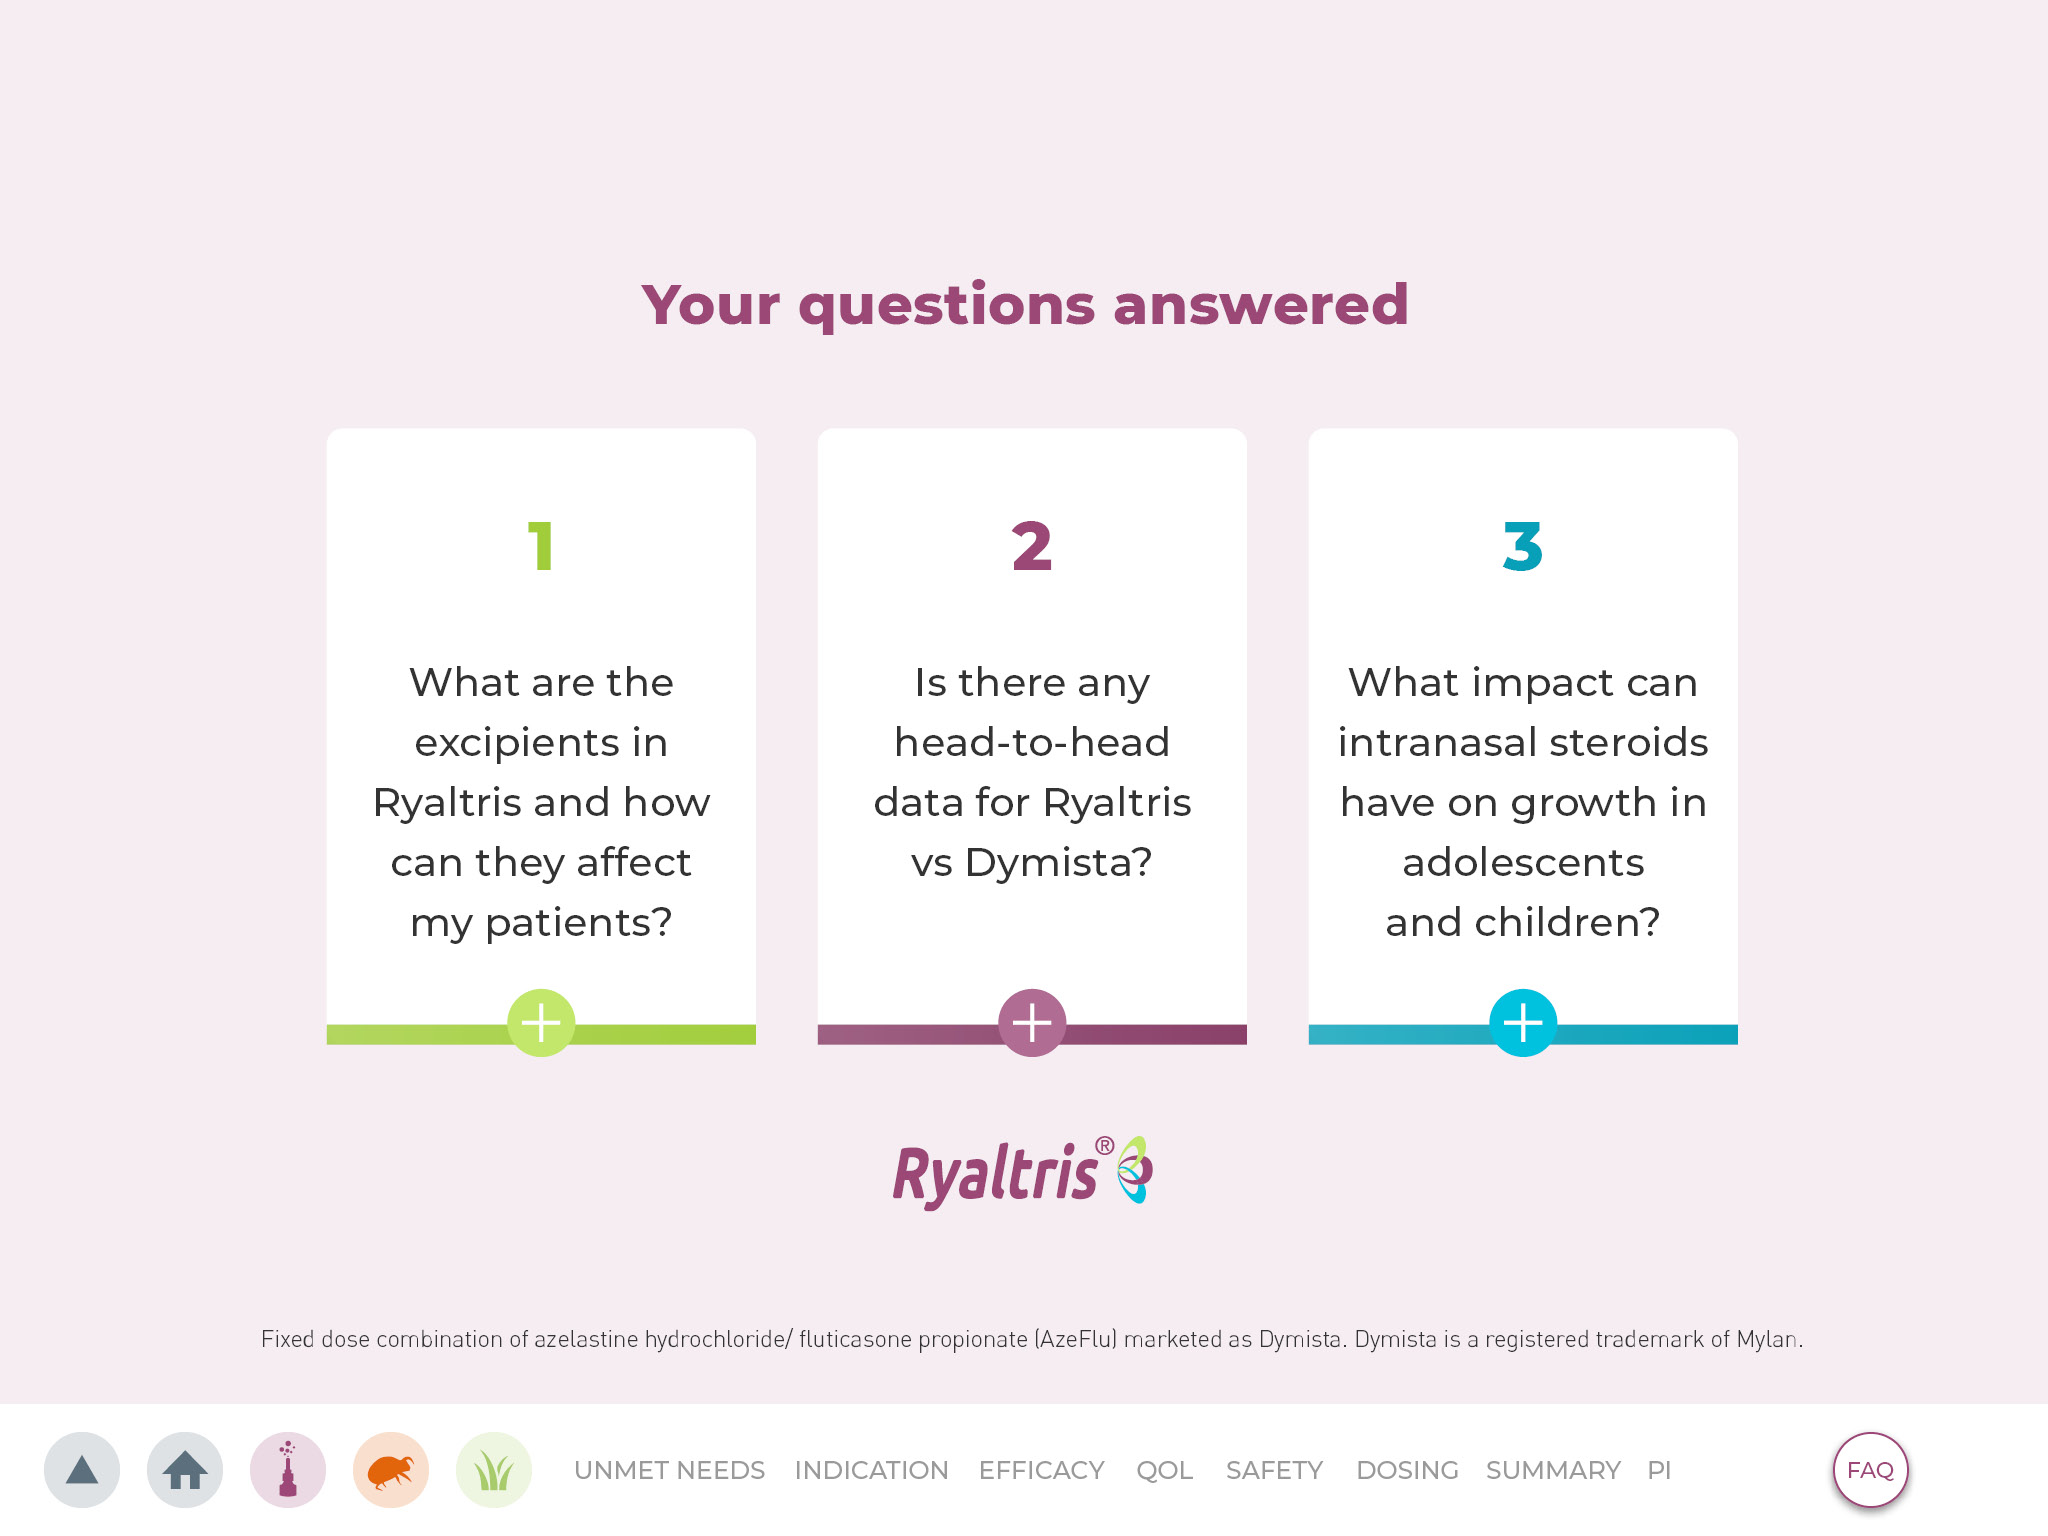 Your questions answered
1
What are the
excipients in
Ryaltris and how
can they affect
my patients?
2
Is there any
head-to-head
data for Ryaltris
vs Dymista?
3
What impact can
intranasal steroids
have on growth in
adolescents
and children?
Ryaltris®
Fixed dose combination of azelastine hydrochloride/ fluticasone propionate (AzeFlu) marketed as Dymista. Dymista is a registered trademark of Mylan.
UNMET NEEDS INDICATION EFFICACY QOL SAFETY DOSING SUMMARY PI FAQ